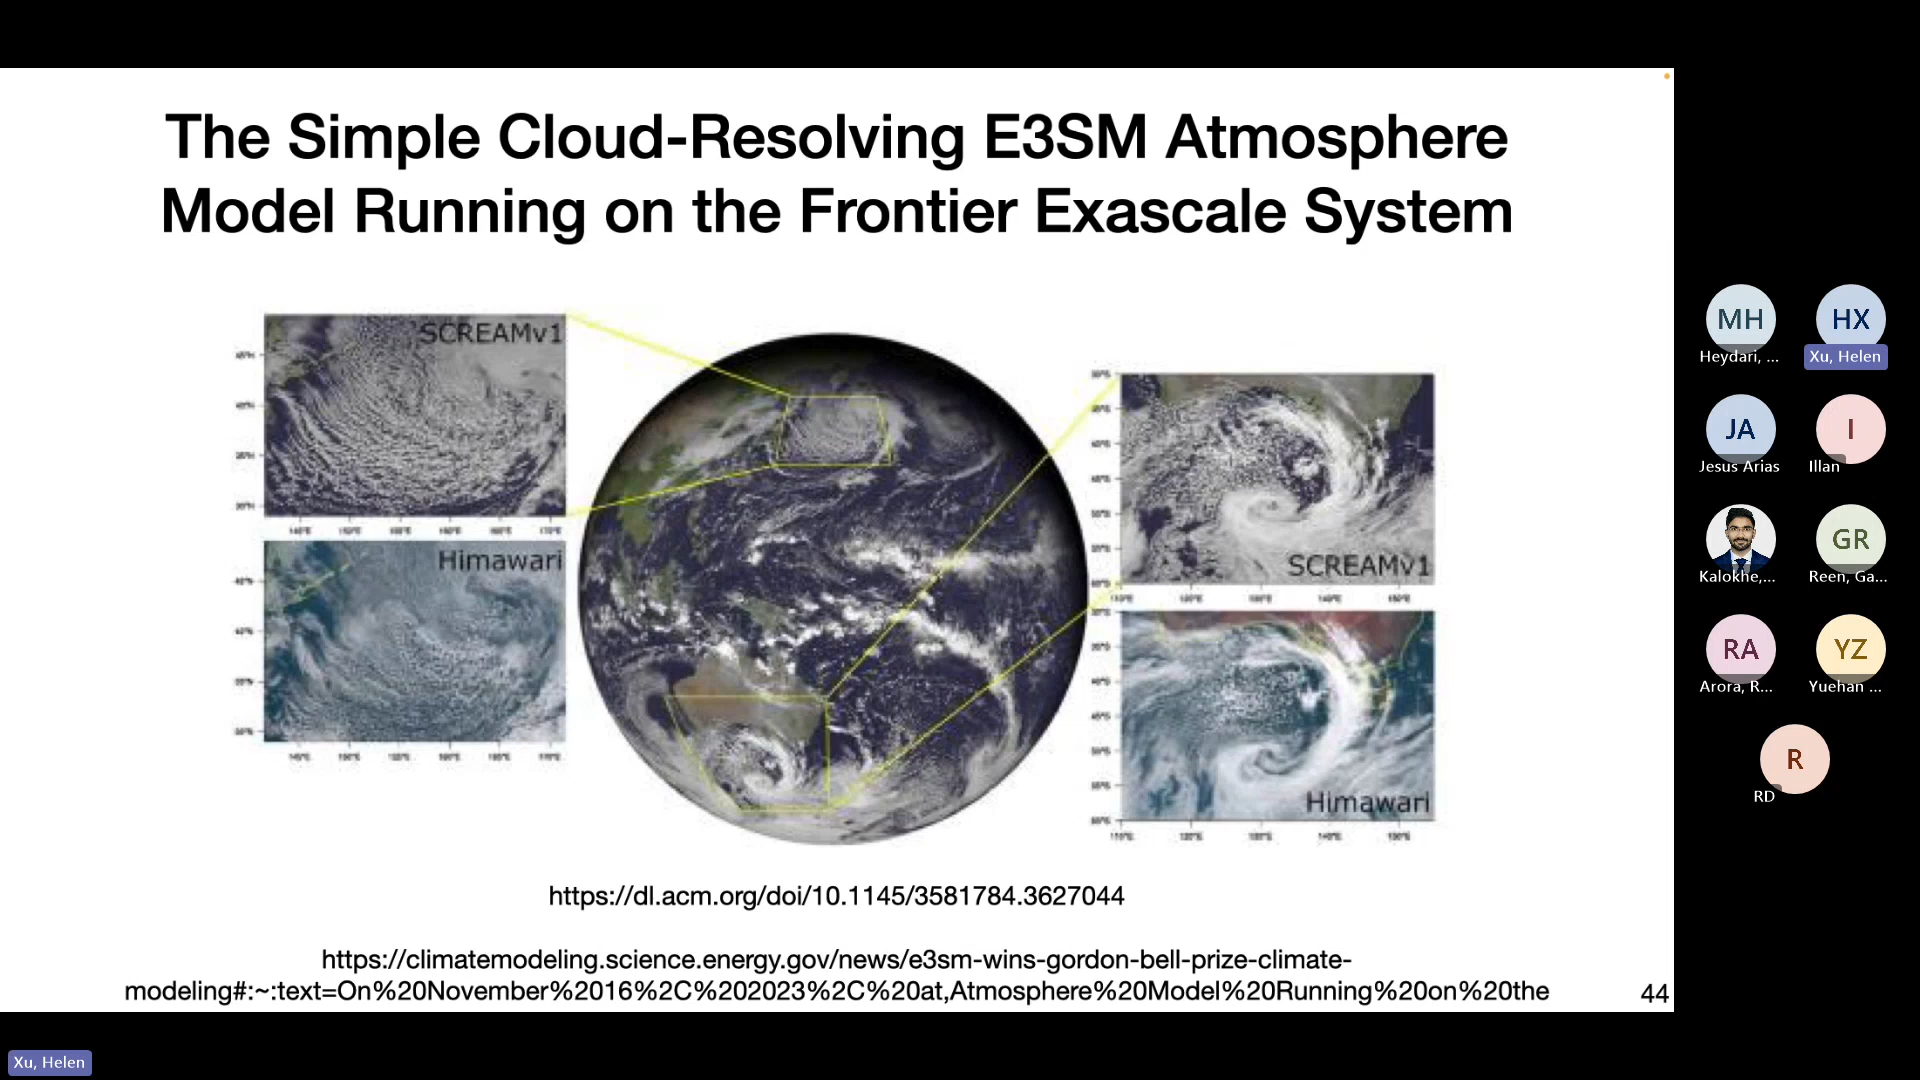 The Simple Cloud-Resolving E3SM Atmosphere
Model Running on the Frontier Exascale System
SCREAMv1
Himawari
SCREAMv1
Himawari
https://dl.acm.org/doi/10.1145/3581784.3627044
https://climatemodeling.science.energy.gov/news/e3sm-wins-gordon-bell-prize-climate-
modeling#:~:text=On%20November%2016%2C%202023%2C%20at,Atmosphere%20Model%20Running%20on%20the
44
MH
HX
Heydari, ...
Xu, Helen
JA
I
Jesus Arias
Illan
GR
Kalokhe,...
Reen, Ga...
RA
YZ
Arora, R...
Yuehan ...
R
RD
Xu, Helen